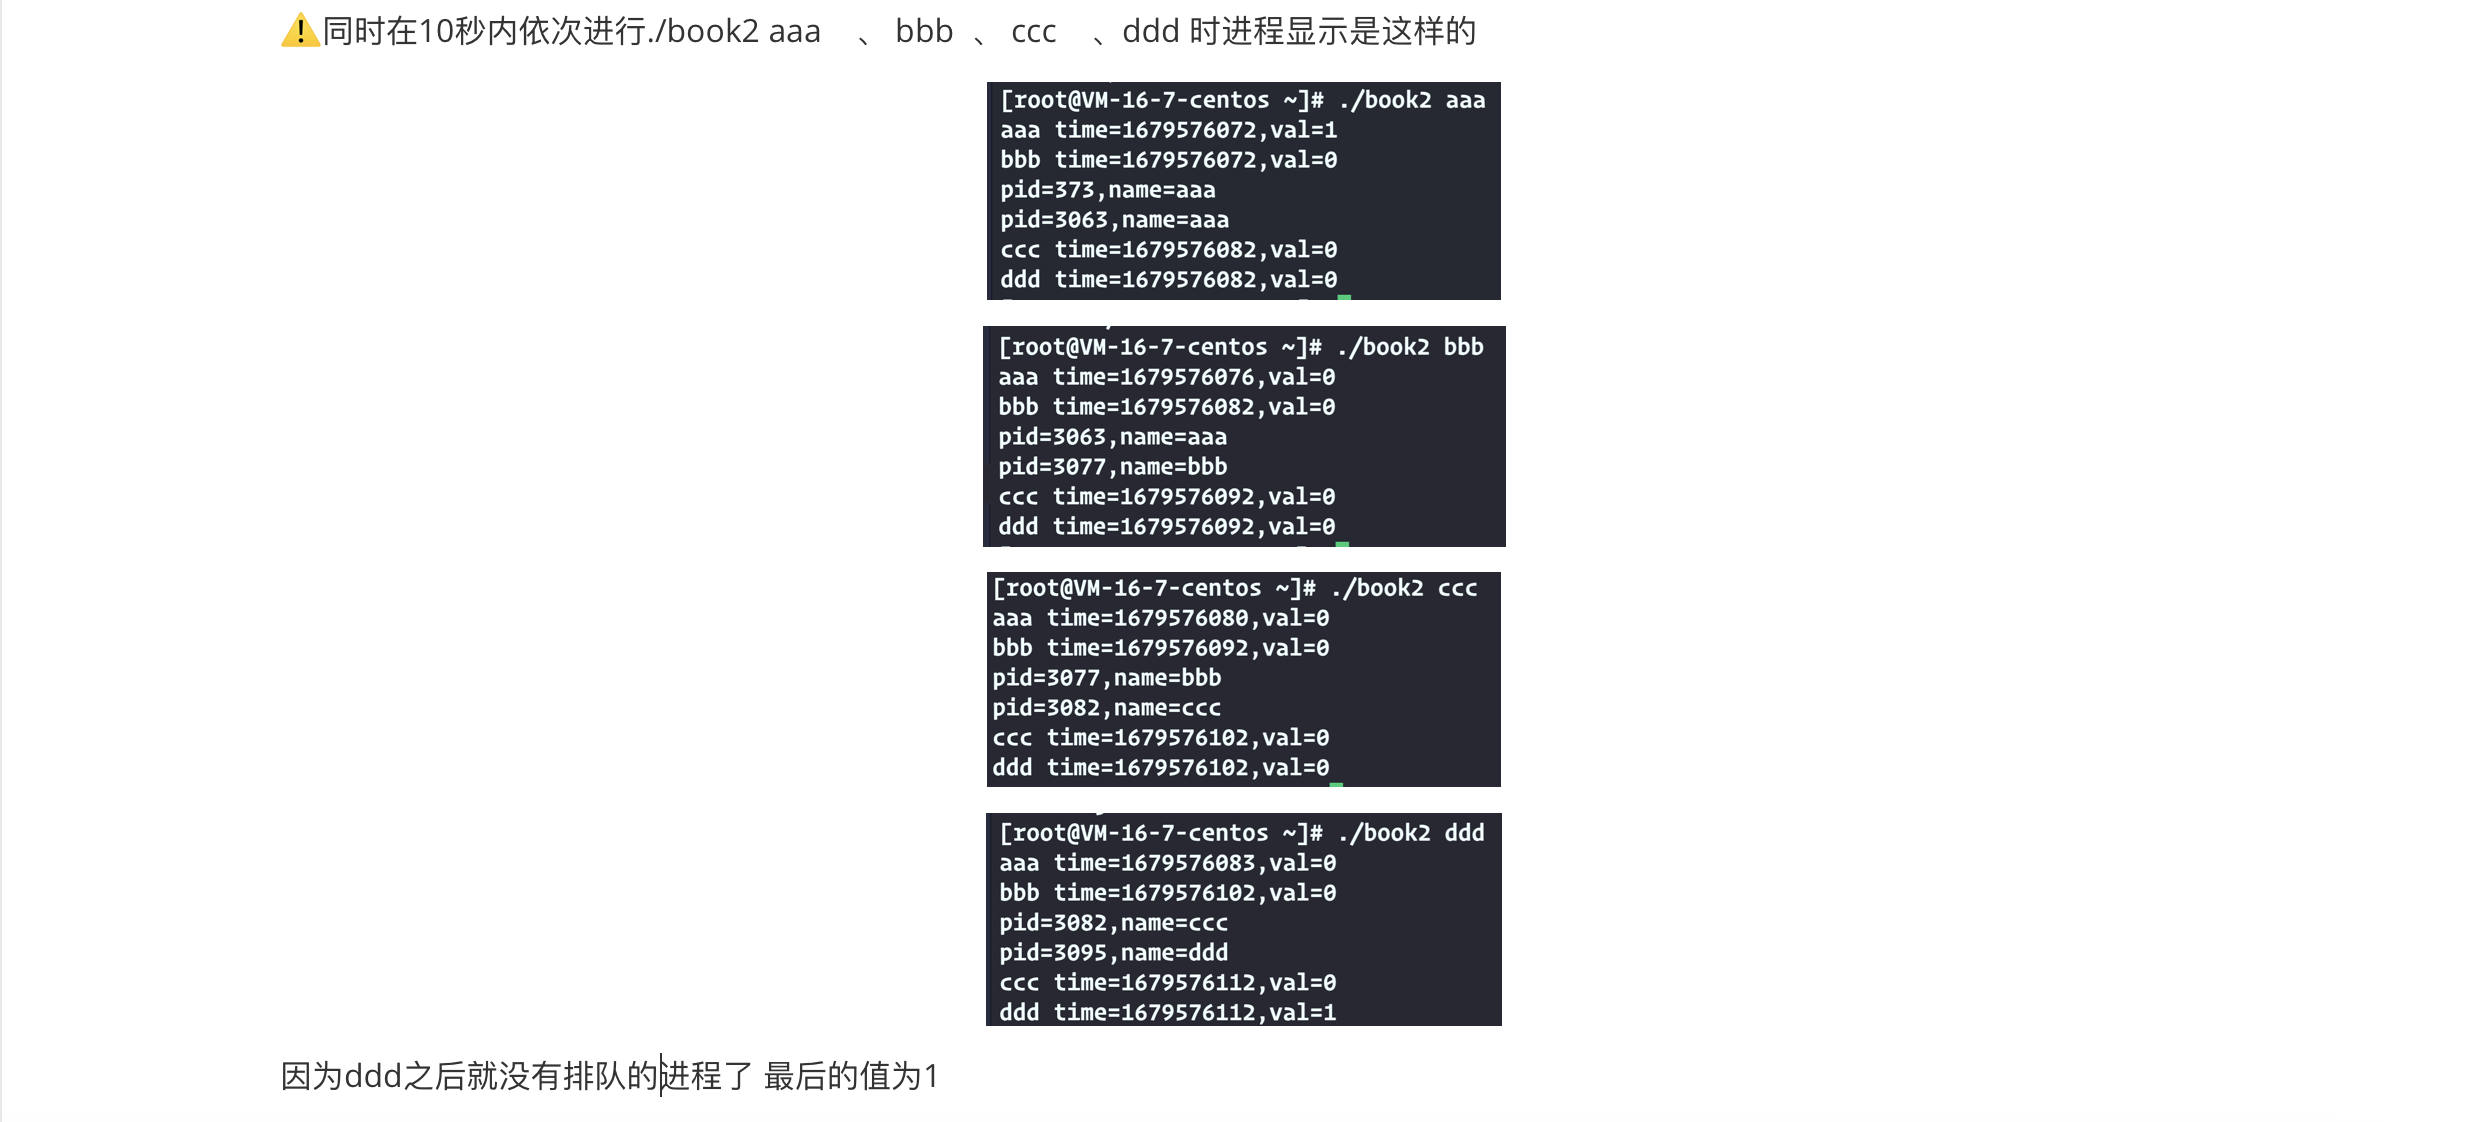 ⚠️同时在10秒内依次进行./book2 aaa 、 bbb 、 ccc 、ddd 时进程显示是这样的
[root@VM-16-7-centos ~]# ./book2 aaa
aaa time=1679576072,val=1
bbb time=1679576072,val=0
pid=373,name=aaa
pid=3063,name=aaa
ccc time=1679576082,val=0
ddd time=1679576082,val=0
[root@VM-16-7-centos ~]# ./book2 bbb
aaa time=1679576076,val=0
bbb time=1679576082,val=0
pid=3063,name=aaa
pid=3077,name=bbb
ccc time=1679576092,val=0
ddd time=1679576092,val=0
[root@VM-16-7-centos ~]# ./book2 ccc
aaa time=1679576080,val=0
bbb time=1679576092,val=0
pid=3077,name=bbb
pid=3082,name=ccc
ccc time=1679576102,val=0
ddd time=1679576102,val=0
[root@VM-16-7-centos ~]# ./book2 ddd
aaa time=1679576083,val=0
bbb time=1679576102,val=0
pid=3082,name=ccc
pid=3095,name=ddd
ccc time=1679576112,val=0
ddd time=1679576112,val=1
因为ddd之后就没有排队的进程了 最后的值为1